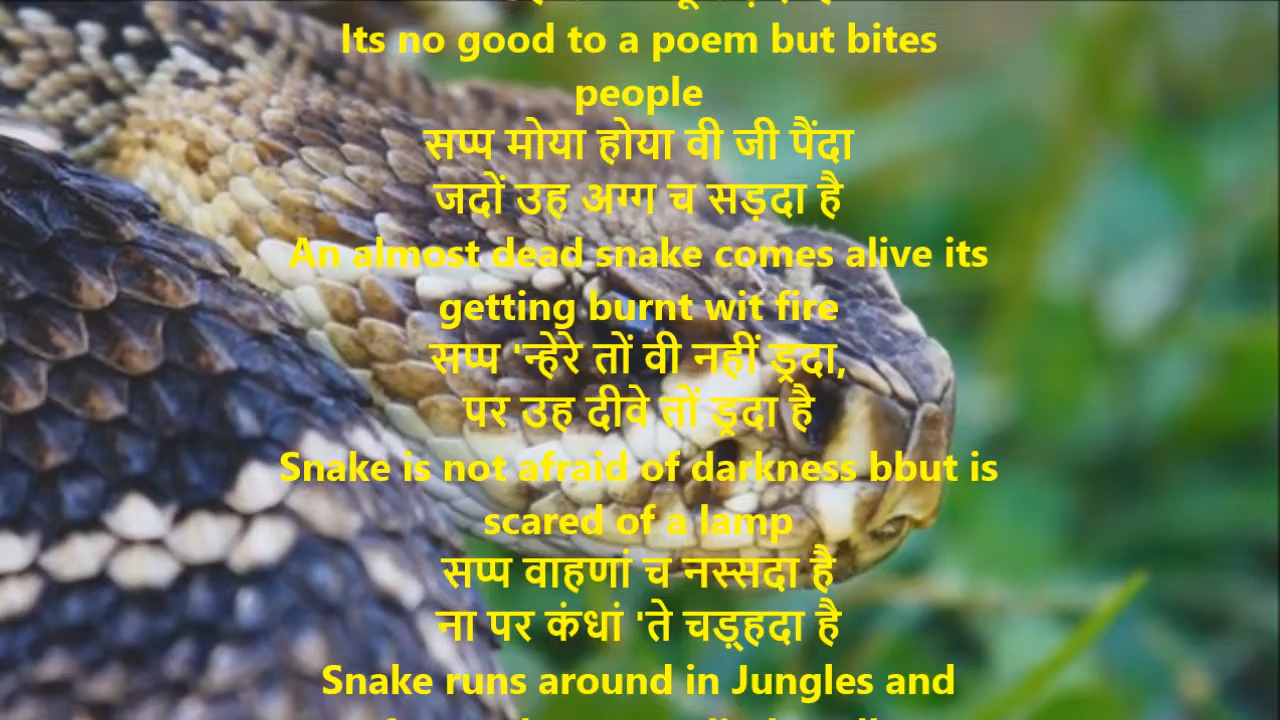 Its no good to a poem but bites
people
सप्प मोया होया वी जी पैंदा
जदों उह अग्ग च सड़दा है
An almost dead snake comes alive its
getting burnt wit fire
सप्प 'न्हेरे तों वी नहीं ड्रदा,
पर उह दीवे तों ड्रदा है
Snake is not afraid of darkness bbut is
scared of a lamp
सप्प वाहणां च नस्सदा है
ना पर कंधां 'ते चड़्हदा है
Snake runs around in Jungles and